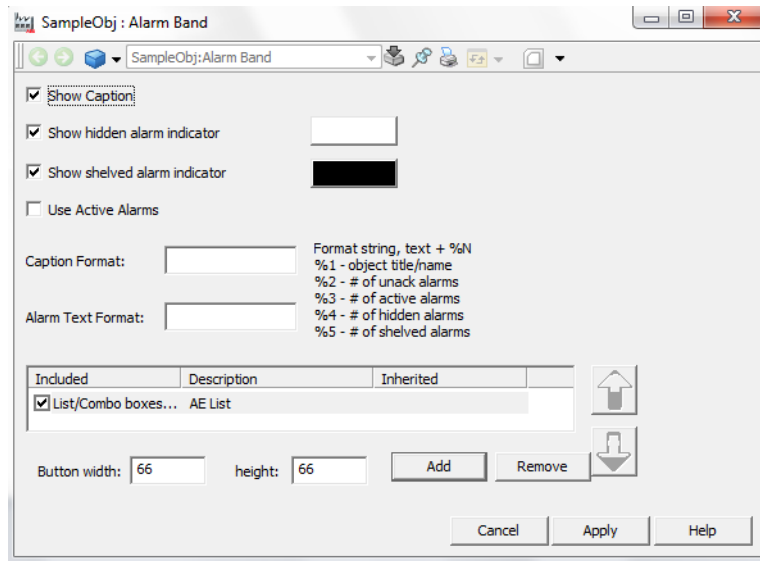 SampleObj : Alarm Band
SampleObj:Alarm Band
Show Caption
Show hidden alarm indicator
Show shelved alarm indicator
Use Active Alarms
Caption Format:
Format string, text + %N
%1 - object title/name
%2 - # of unack alarms
%3 - # of active alarms
%4 - # of hidden alarms
%5 - # of shelved alarms
Alarm Text Format:
Included Description Inherited
List/Combo boxes... AE List
Button width: 66 height: 66 Add Remove
Cancel Apply Help